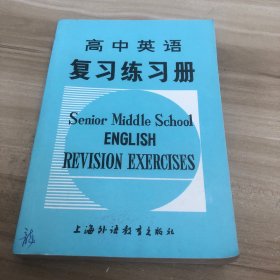 高中英语
复习练习册
Senior Middle School
ENGLISH
REVISION EXERCISES
上海外语教育出版社